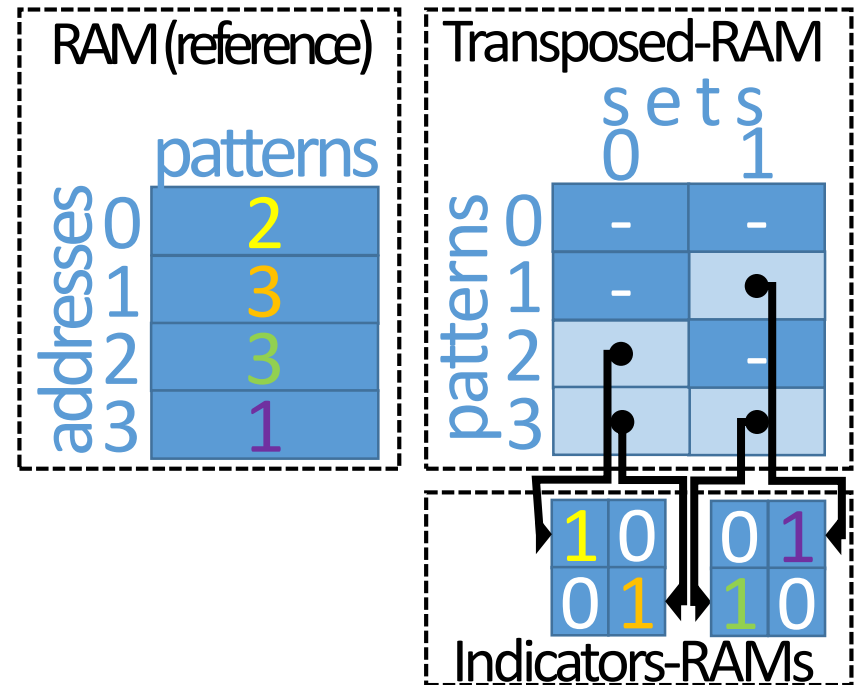 RAM (reference)
patterns
addresses
0 2
1 3
2 3
3 1
Transposed-RAM
sets
0 1
patterns
0 - -
1 -
2 -
3
1 0 0 1
0 1 1 0
Indicators-RAMs